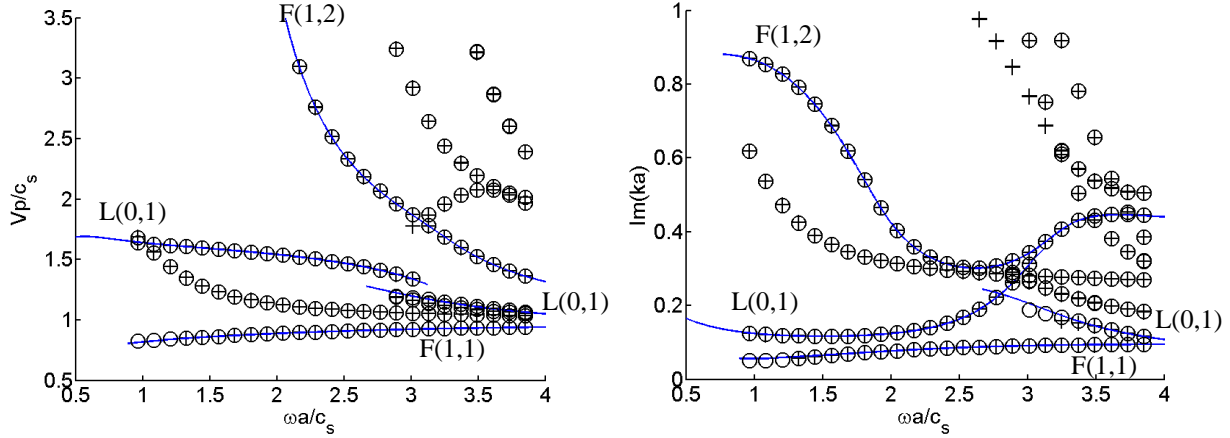 F(1,2)
3.5
3
2.5
2
1.5
1
0.5
Vp/c_s
L(0,1)
L(0,1)
F(1,1)
0.5 1 1.5 2 2.5 3 3.5 4
ωa/c_s
1
0.8
0.6
0.4
0.2
0
Im(ka)
F(1,2)
L(0,1)
L(0,1)
F(1,1)
0.5 1 1.5 2 2.5 3 3.5 4
ωa/c_s